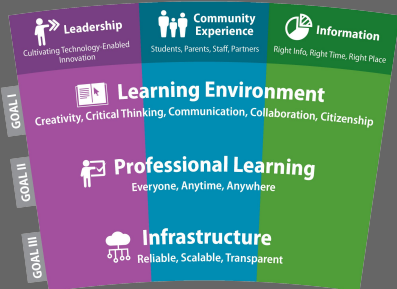 Leadership
Cultivating Technology-Enabled
Innovation
Community
Experience
Students, Parents, Staff, Partners
Information
Right Info, Right Time, Right Place
GOAL I
Learning Environment
Creativity, Critical Thinking, Communication, Collaboration, Citizenship
GOAL II
Professional Learning
Everyone, Anytime, Anywhere
GOAL III
Infrastructure
Reliable, Scalable, Transparent